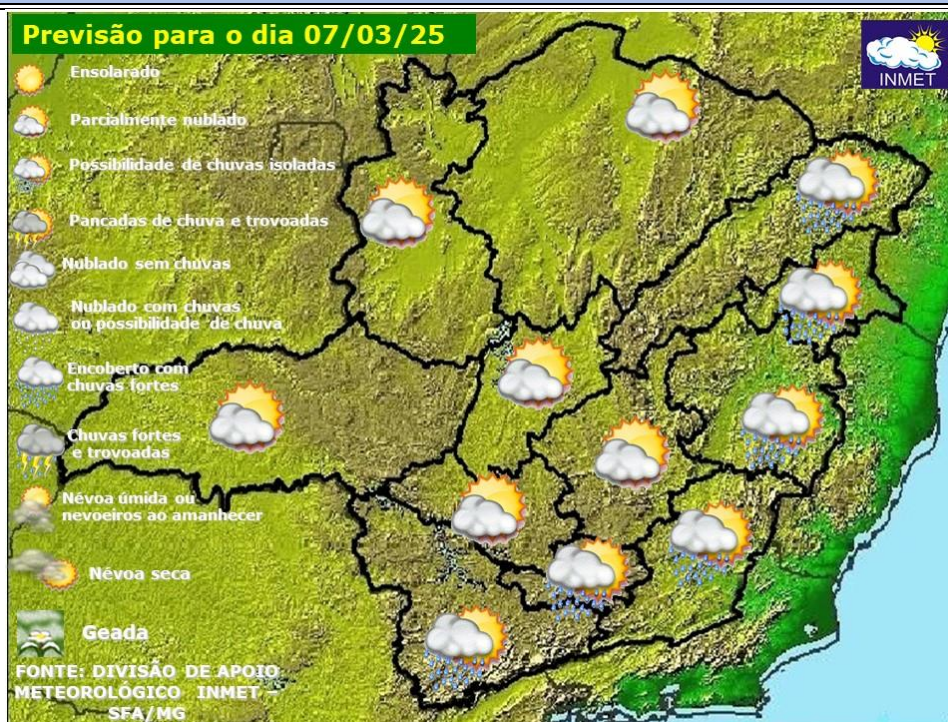 Previsão para o dia 07/03/25
INMET
Ensolarado
Parcialmente nublado
Possibilidade de chuvas isoladas
Pancadas de chuva e trovoadas
Nublado sem chuvas
Nublado com chuvas
ou possibilidade de chuva
Encoberto com
chuvas fortes
Chuvas fortes
e trovoadas
Névoa úmida ou
nevoeiros ao amanhecer
Névoa seca
Geada
FONTE: DIVISÃO DE APOIO
METEOROLÓGICO INMET –
SFA/MG